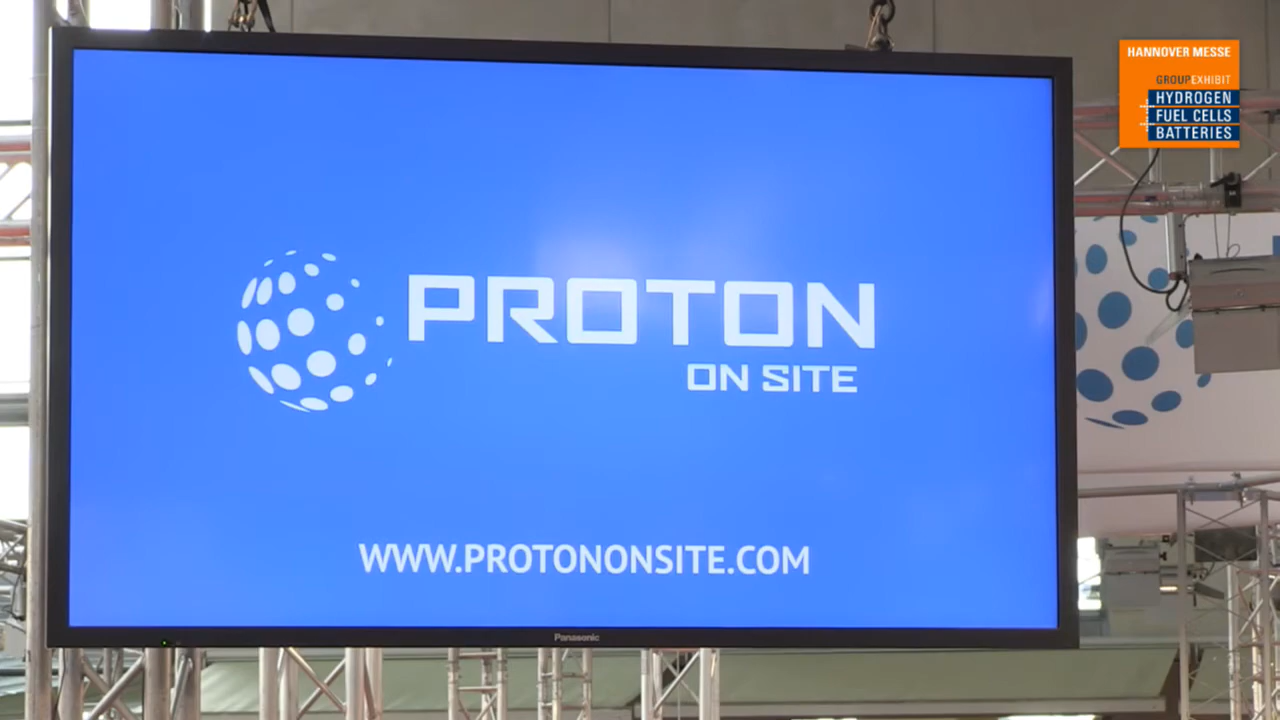 HANNOVER MESSE
GROUPEXHIBIT
HYDROGEN
FUEL CELLS
BATTERIES
PROTON
ON SITE
WWW.PROTONONSITE.COM
Panasonic